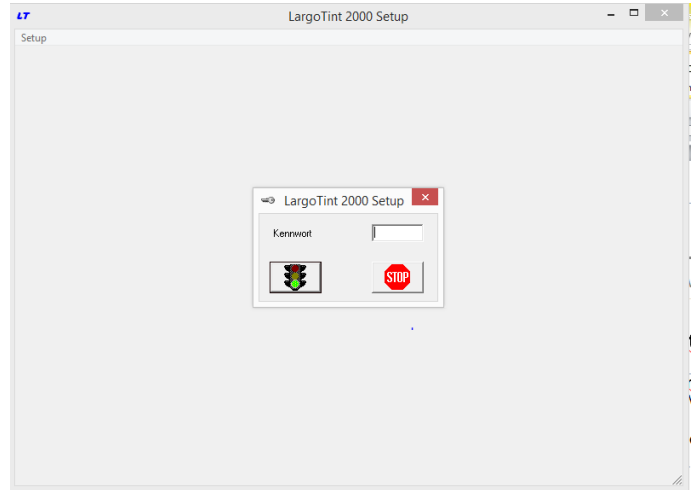 LT LargoTint 2000 Setup
Setup
LargoTint 2000 Setup
Kennwort
STOP